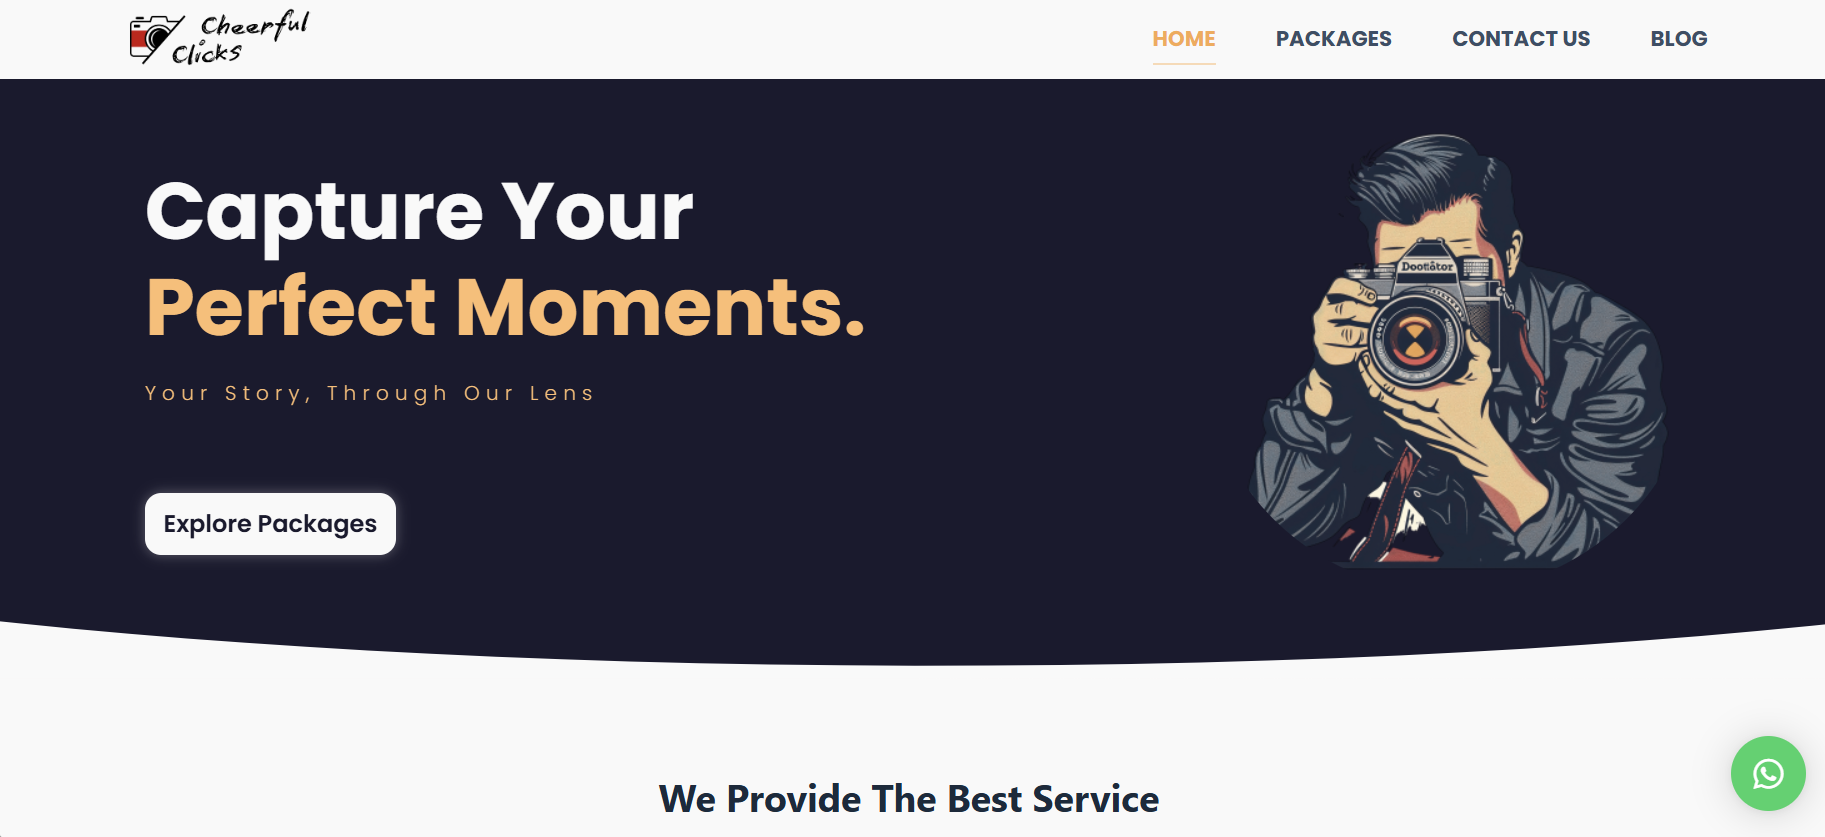 Cheerful
Clicks
HOME PACKAGES CONTACT US BLOG
Capture Your
Perfect Moments.
Your Story, Through Our Lens
Explore Packages
We Provide The Best Service